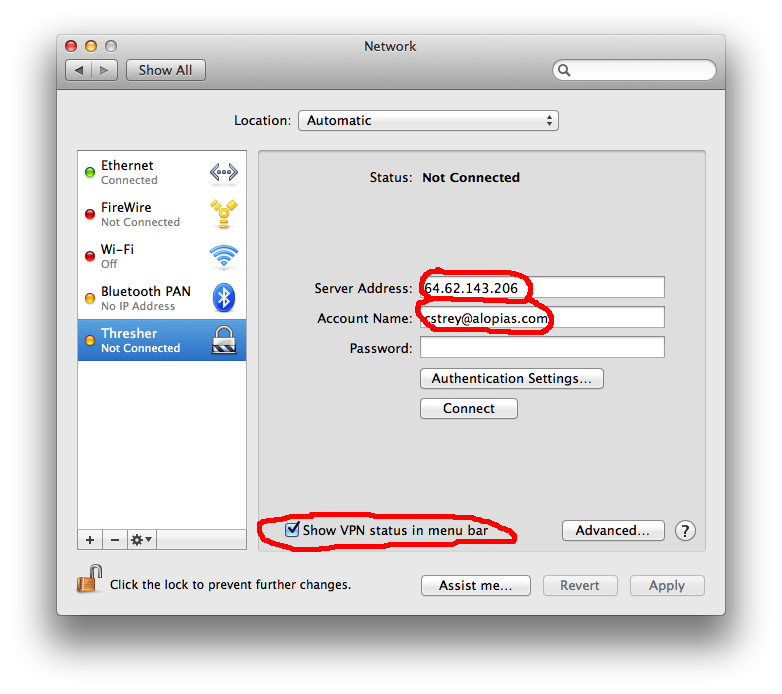 Network
Show All
Location: Automatic
Ethernet
Connected
FireWire
Not Connected
Wi-Fi
Off
Bluetooth PAN
No IP Address
Thresher
Not Connected
Status: Not Connected
Server Address: 64.62.143.206
Account Name: cstrey@alopias.com
Password:
Authentication Settings...
Connect
Show VPN status in menu bar
Advanced...
?
Click the lock to prevent further changes.
Assist me...
Revert
Apply